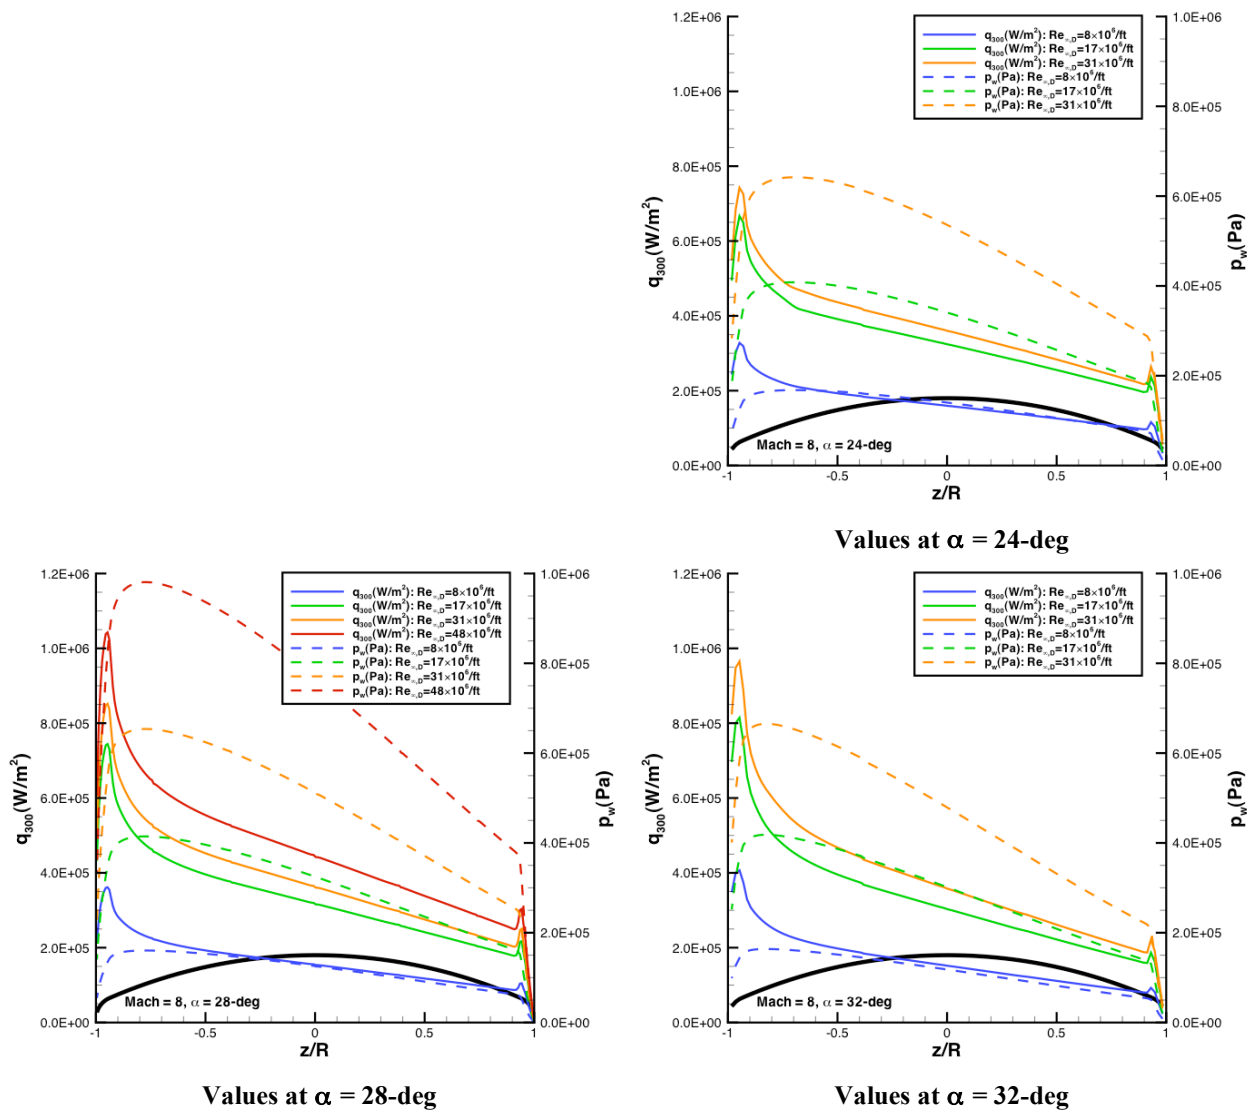 1.2E+06
1.0E+06
8.0E+05
6.0E+05
4.0E+05
2.0E+05
0.0E+00
q₃₀₀(W/m²)
q₃₀₀(W/m²): Re∞,D=8×10⁶/ft
q₃₀₀(W/m²): Re∞,D=17×10⁶/ft
q₃₀₀(W/m²): Re∞,D=31×10⁶/ft
p_w(Pa): Re∞,D=8×10⁶/ft
p_w(Pa): Re∞,D=17×10⁶/ft
p_w(Pa): Re∞,D=31×10⁶/ft
Mach = 8, α = 24-deg
1.0E+06
8.0E+05
6.0E+05
4.0E+05
2.0E+05
0.0E+00
p_w(Pa)
-1 -0.5 0 0.5 1
z/R
Values at α = 24-deg
1.2E+06
1.0E+06
8.0E+05
6.0E+05
4.0E+05
2.0E+05
0.0E+00
q₃₀₀(W/m²)
q₃₀₀(W/m²): Re∞,D=8×10⁶/ft
q₃₀₀(W/m²): Re∞,D=17×10⁶/ft
q₃₀₀(W/m²): Re∞,D=31×10⁶/ft
q₃₀₀(W/m²): Re∞,D=48×10⁶/ft
p_w(Pa): Re∞,D=8×10⁶/ft
p_w(Pa): Re∞,D=17×10⁶/ft
p_w(Pa): Re∞,D=31×10⁶/ft
p_w(Pa): Re∞,D=48×10⁶/ft
Mach = 8, α = 28-deg
1.0E+06
8.0E+05
6.0E+05
4.0E+05
2.0E+05
0.0E+00
p_w(Pa)
-1 -0.5 0 0.5 1
z/R
Values at α = 28-deg
1.2E+06
1.0E+06
8.0E+05
6.0E+05
4.0E+05
2.0E+05
0.0E+00
q₃₀₀(W/m²)
q₃₀₀(W/m²): Re∞,D=8×10⁶/ft
q₃₀₀(W/m²): Re∞,D=17×10⁶/ft
q₃₀₀(W/m²): Re∞,D=31×10⁶/ft
p_w(Pa): Re∞,D=8×10⁶/ft
p_w(Pa): Re∞,D=17×10⁶/ft
p_w(Pa): Re∞,D=31×10⁶/ft
Mach = 8, α = 32-deg
1.0E+06
8.0E+05
6.0E+05
4.0E+05
2.0E+05
0.0E+00
p_w(Pa)
-1 -0.5 0 0.5 1
z/R
Values at α = 32-deg